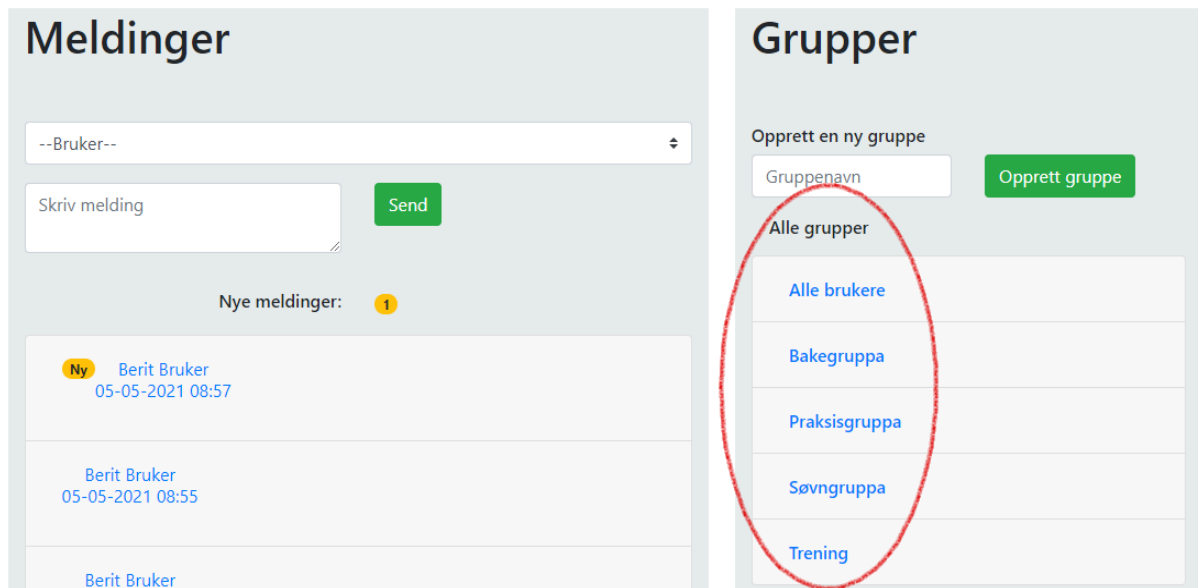 Meldinger
--Bruker--
Skriv melding
Send
Nye meldinger: 1
Ny Berit Bruker
05-05-2021 08:57
Berit Bruker
05-05-2021 08:55
Berit Bruker
Grupper
Opprett en ny gruppe
Gruppenavn
Opprett gruppe
Alle grupper
Alle brukere
Bakegruppa
Praksisgruppa
Søvngruppa
Trening